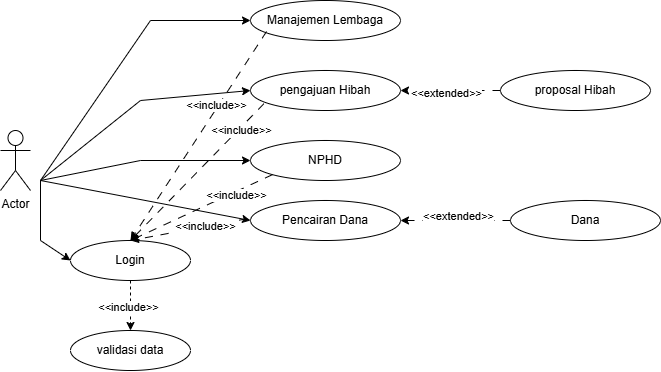 Manajemen Lembaga
<<include>>
pengajuan Hibah
<<extended>>
proposal Hibah
<<include>>
NPHD
Actor
<<include>>
Pencairan Dana
<<extended>>
Dana
<<include>>
Login
<<include>>
validasi data